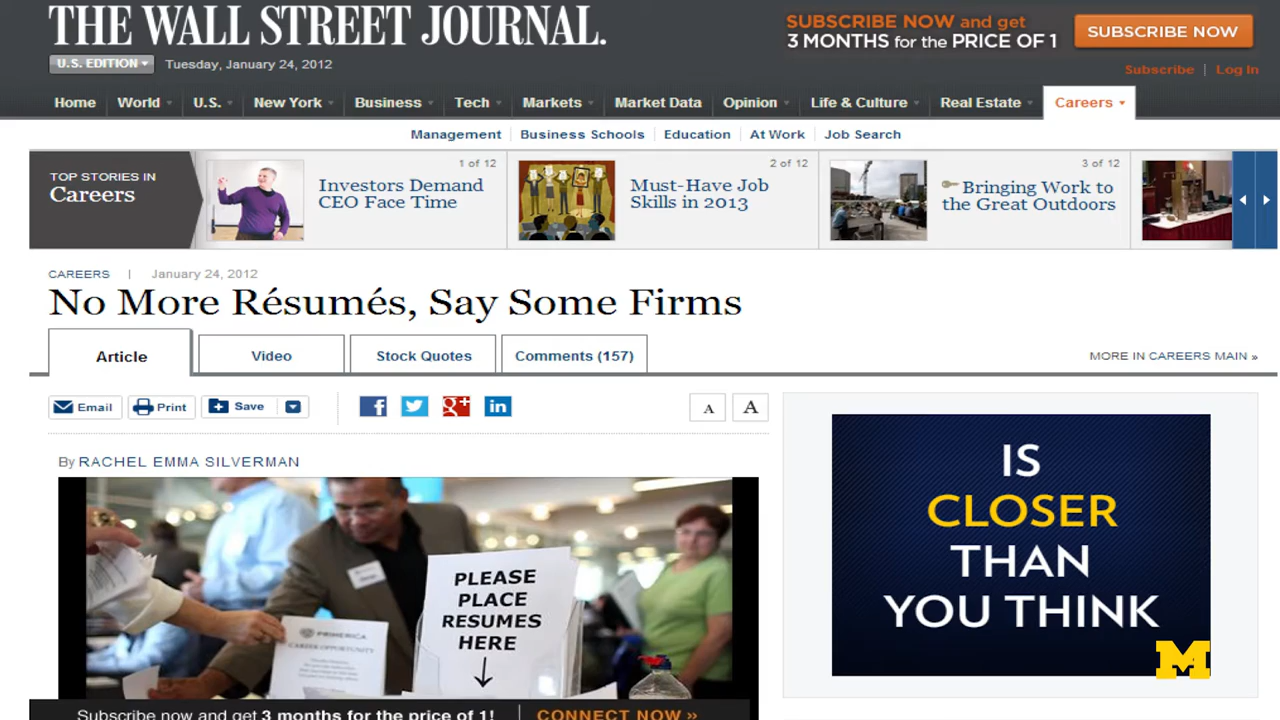 THE WALL STREET JOURNAL.
SUBSCRIBE NOW and get
3 MONTHS for the PRICE OF 1
SUBSCRIBE NOW
U.S. EDITION
Tuesday, January 24, 2012
Subscribe | Log In
Home World U.S. New York Business Tech Markets Market Data Opinion Life & Culture Real Estate Careers
Management Business Schools Education At Work Job Search
TOP STORIES IN
Careers
1 of 12
Investors Demand
CEO Face Time
2 of 12
Must-Have Job
Skills in 2013
3 of 12
Bringing Work to
the Great Outdoors
CAREERS | January 24, 2012
No More Résumés, Say Some Firms
Article Video Stock Quotes Comments (157)
MORE IN CAREERS MAIN »
Email Print Save
f g+ in
A A
By RACHEL EMMA SILVERMAN
PLEASE
PLACE
RESUMES
HERE
PRIMERICA
CAREER OPPORTUNITY
IS
CLOSER
THAN
YOU THINK
M
Subscribe now and get 3 months for the price of 1! | CONNECT NOW »